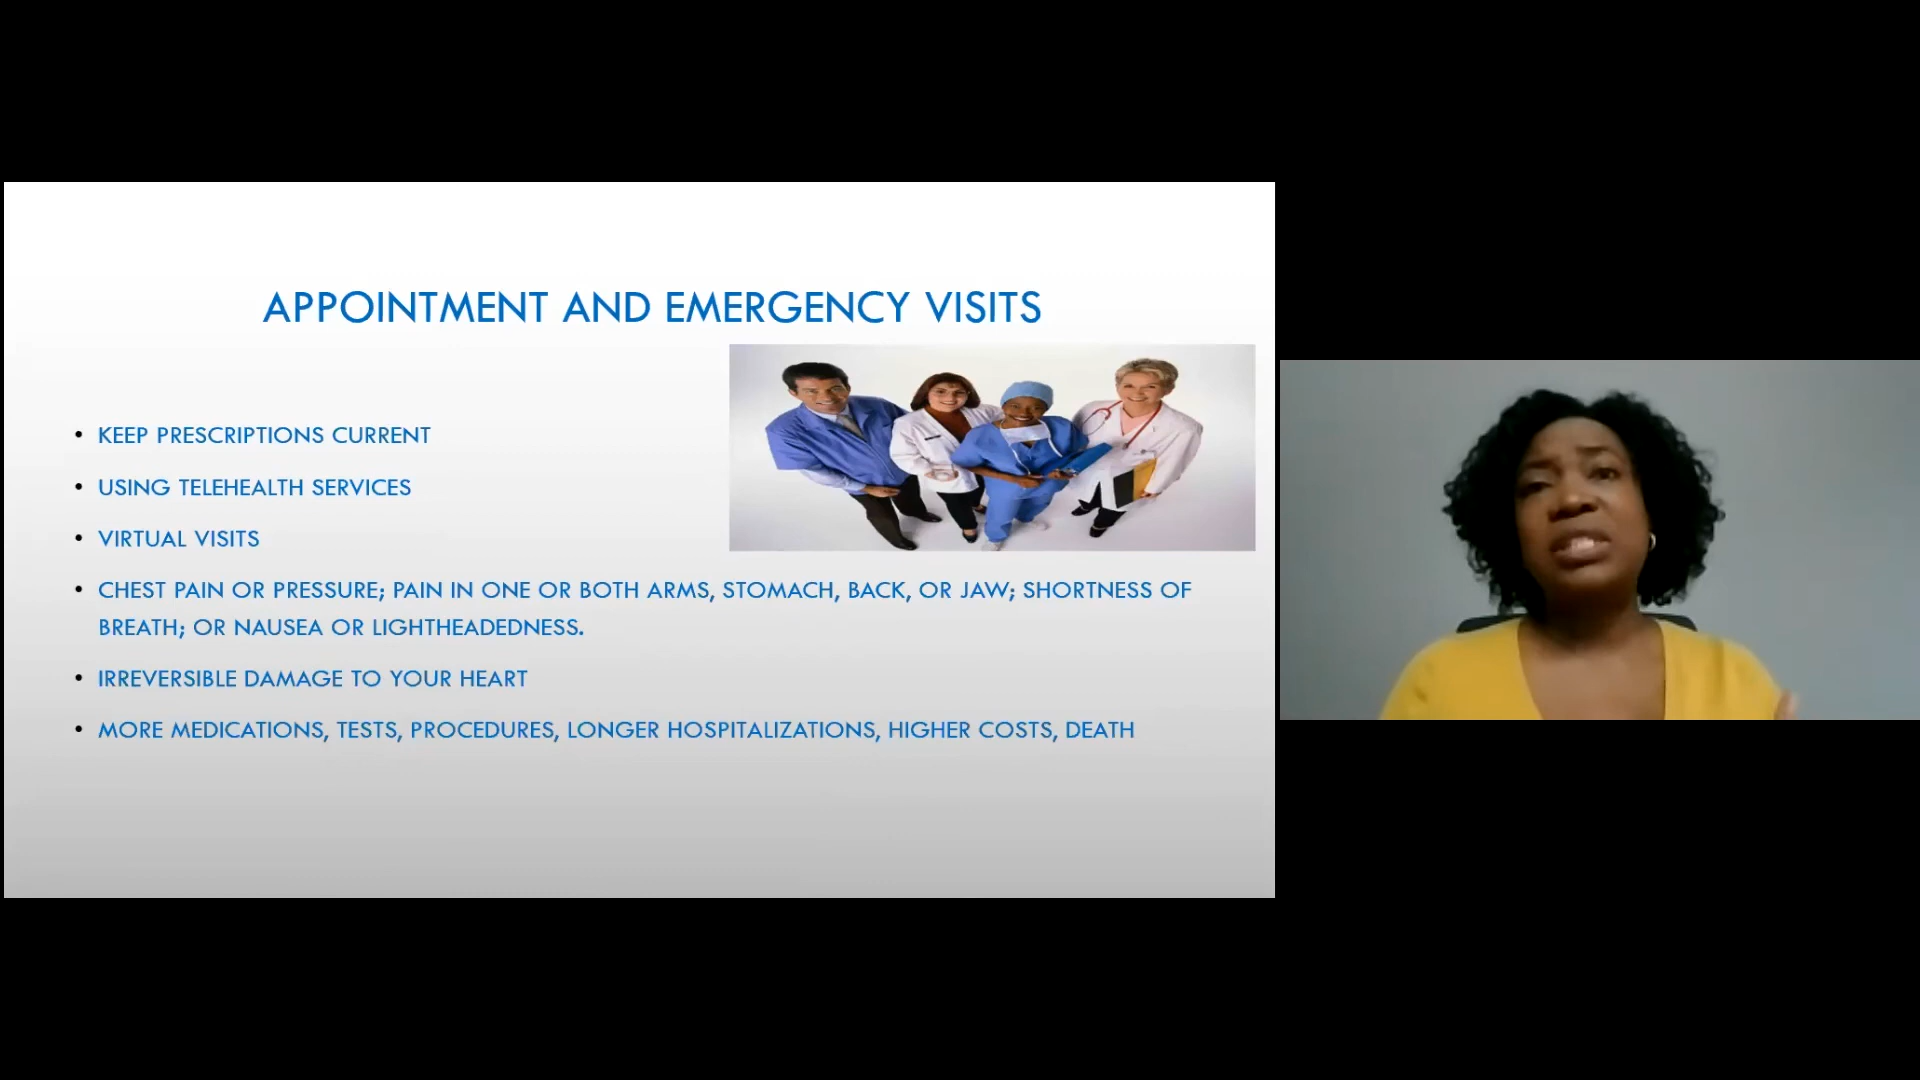 APPOINTMENT AND EMERGENCY VISITS
• KEEP PRESCRIPTIONS CURRENT
• USING TELEHEALTH SERVICES
• VIRTUAL VISITS
• CHEST PAIN OR PRESSURE; PAIN IN ONE OR BOTH ARMS, STOMACH, BACK, OR JAW; SHORTNESS OF
BREATH; OR NAUSEA OR LIGHTHEADEDNESS.
• IRREVERSIBLE DAMAGE TO YOUR HEART
• MORE MEDICATIONS, TESTS, PROCEDURES, LONGER HOSPITALIZATIONS, HIGHER COSTS, DEATH